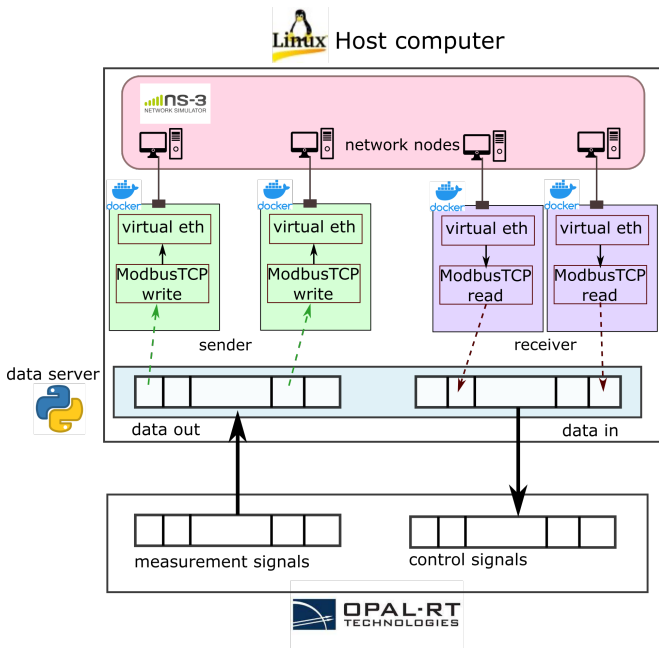 Linux Host computer
ns-3
NETWORK SIMULATOR
network nodes
docker docker docker docker
virtual eth virtual eth virtual eth virtual eth
ModbusTCP ModbusTCP ModbusTCP ModbusTCP
write write read read
sender receiver
data server
data out data in
measurement signals control signals
OPAL-RT
TECHNOLOGIES